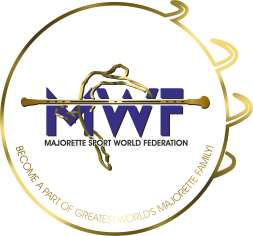 MWF
MAJORETTE SPORT WORLD FEDERATION
BECOME A PART OF GREATEST WORLD'S MAJORETTE FAMILY!